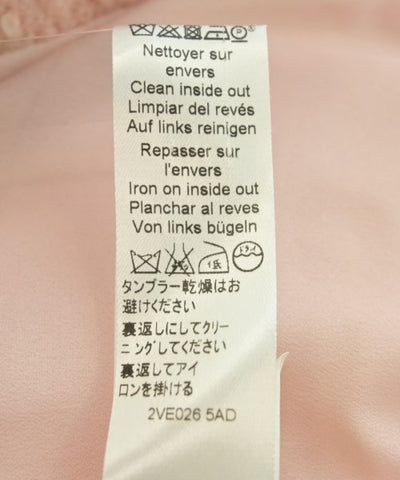 Nettoyer sur
envers
Clean inside out
Limpiar del revés
Auf links reinigen
Repasser sur
l'envers
Iron on inside out
Planchar al reves
Von links bügeln
ドライ
タンブラー乾燥はお
避けください
裏返しにしてクリー
ニングしてください
裏返してアイ
ロンを掛ける
2VE026 5AD